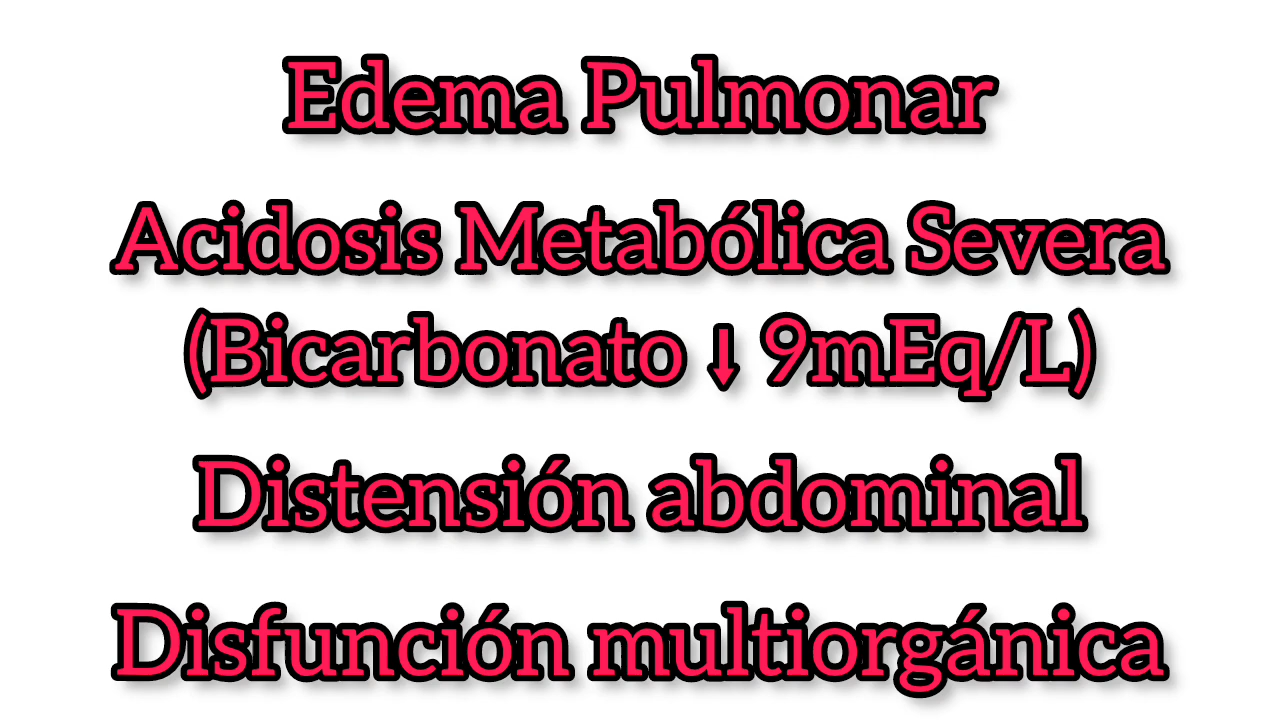 Edema Pulmonar
Acidosis Metabólica Severa
(Bicarbonato ⬇ 9mEq/L)
Distensión abdominal
Disfunción multiorgánica